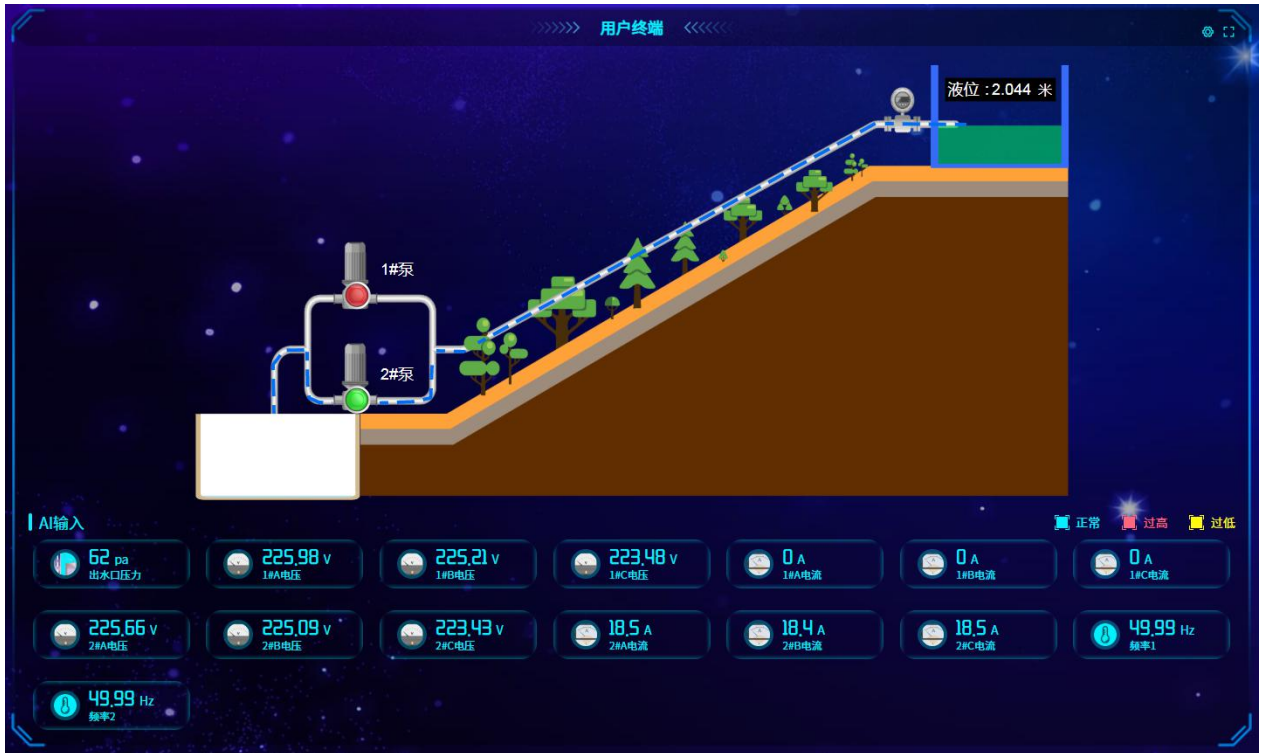 用户终端
液位 :2.044 米
1#泵
2#泵
AI输入
正常 过高 过低
62 pa
出水口压力
225.98 V
1#A电压
225.21 V
1#B电压
223.48 V
1#C电压
0 A
1#A电流
0 A
1#B电流
0 A
1#C电流
225.66 V
2#A电压
225.09 V
2#B电压
223.43 V
2#C电压
18.5 A
2#A电流
18.4 A
2#B电流
18.5 A
2#C电流
49.99 Hz
频率1
49.99 Hz
频率2